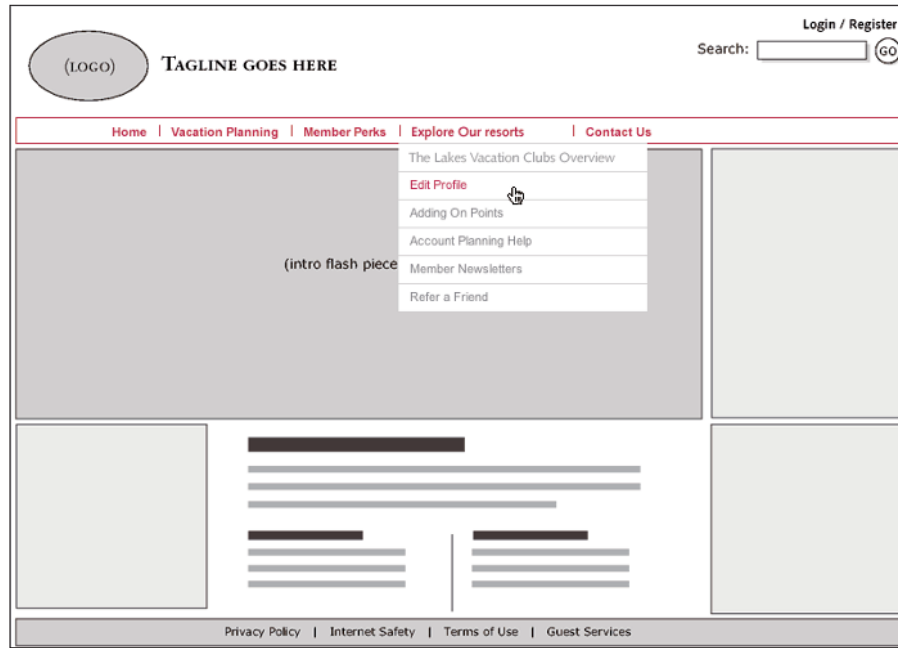 Login / Register
(LOGO)
TAGLINE GOES HERE
Search:
GO
Home | Vacation Planning | Member Perks | Explore Our resorts | Contact Us
The Lakes Vacation Clubs Overview
Edit Profile
Adding On Points
Account Planning Help
(intro flash piece
Member Newsletters
Refer a Friend
Privacy Policy | Internet Safety | Terms of Use | Guest Services